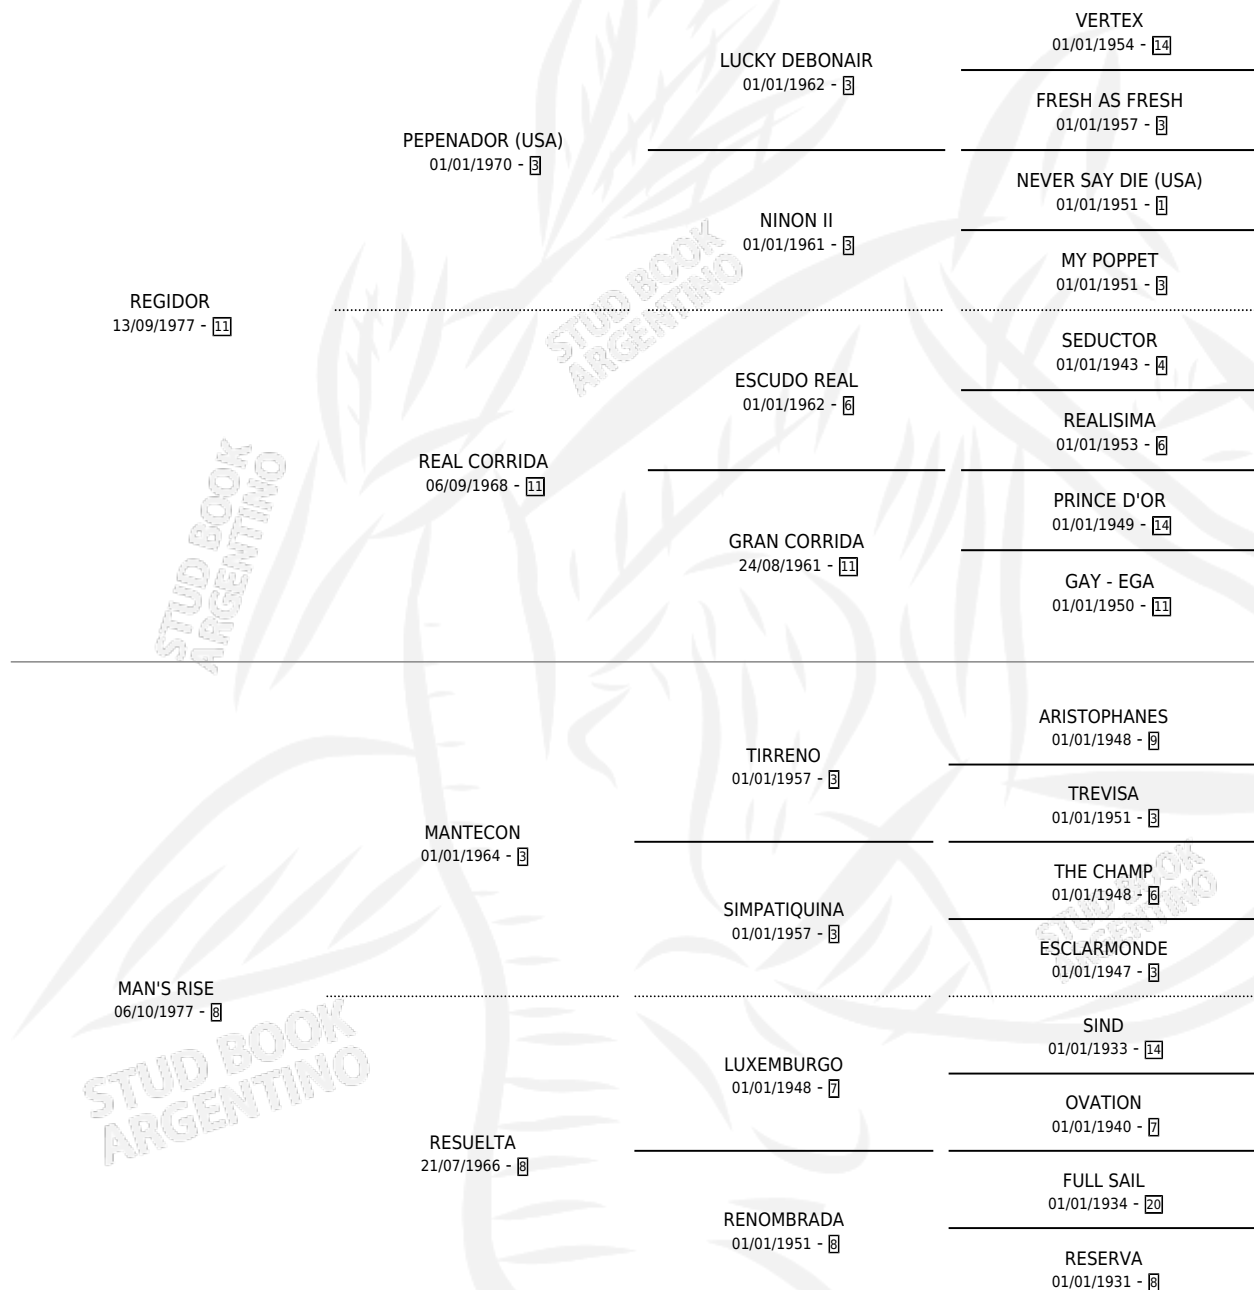 VERTEX
01/01/1954 - 14
LUCKY DEBONAIR
01/01/1962 - 3
FRESH AS FRESH
01/01/1957 - 3
PEPENADOR (USA)
01/01/1970 - 3
NEVER SAY DIE (USA)
01/01/1951 - 1
NINON II
01/01/1961 - 3
MY POPPET
01/01/1951 - 3
REGIDOR
13/09/1977 - 11
SEDUCTOR
01/01/1943 - 4
ESCUDO REAL
01/01/1962 - 6
REALISIMA
01/01/1953 - 6
REAL CORRIDA
06/09/1968 - 11
PRINCE D'OR
01/01/1949 - 14
GRAN CORRIDA
24/08/1961 - 11
GAY - EGA
01/01/1950 - 11
ARISTOPHANES
01/01/1948 - 9
TIRRENO
01/01/1957 - 3
TREVISA
01/01/1951 - 3
MANTECON
01/01/1964 - 3
THE CHAMP
01/01/1948 - 6
SIMPATIQUINA
01/01/1957 - 3
ESCLARMONDE
01/01/1947 - 3
MAN'S RISE
06/10/1977 - 8
SIND
01/01/1933 - 14
LUXEMBURGO
01/01/1948 - 7
OVATION
01/01/1940 - 7
RESUELTA
21/07/1966 - 8
FULL SAIL
01/01/1934 - 20
RENOMBRADA
01/01/1951 - 8
RESERVA
01/01/1931 - 8
STUD BOOK
ARGENTINO
STUD BOOK
ARGENTINO
STUD BOOK
ARGENTINO
STUD BOOK
ARGENTINO